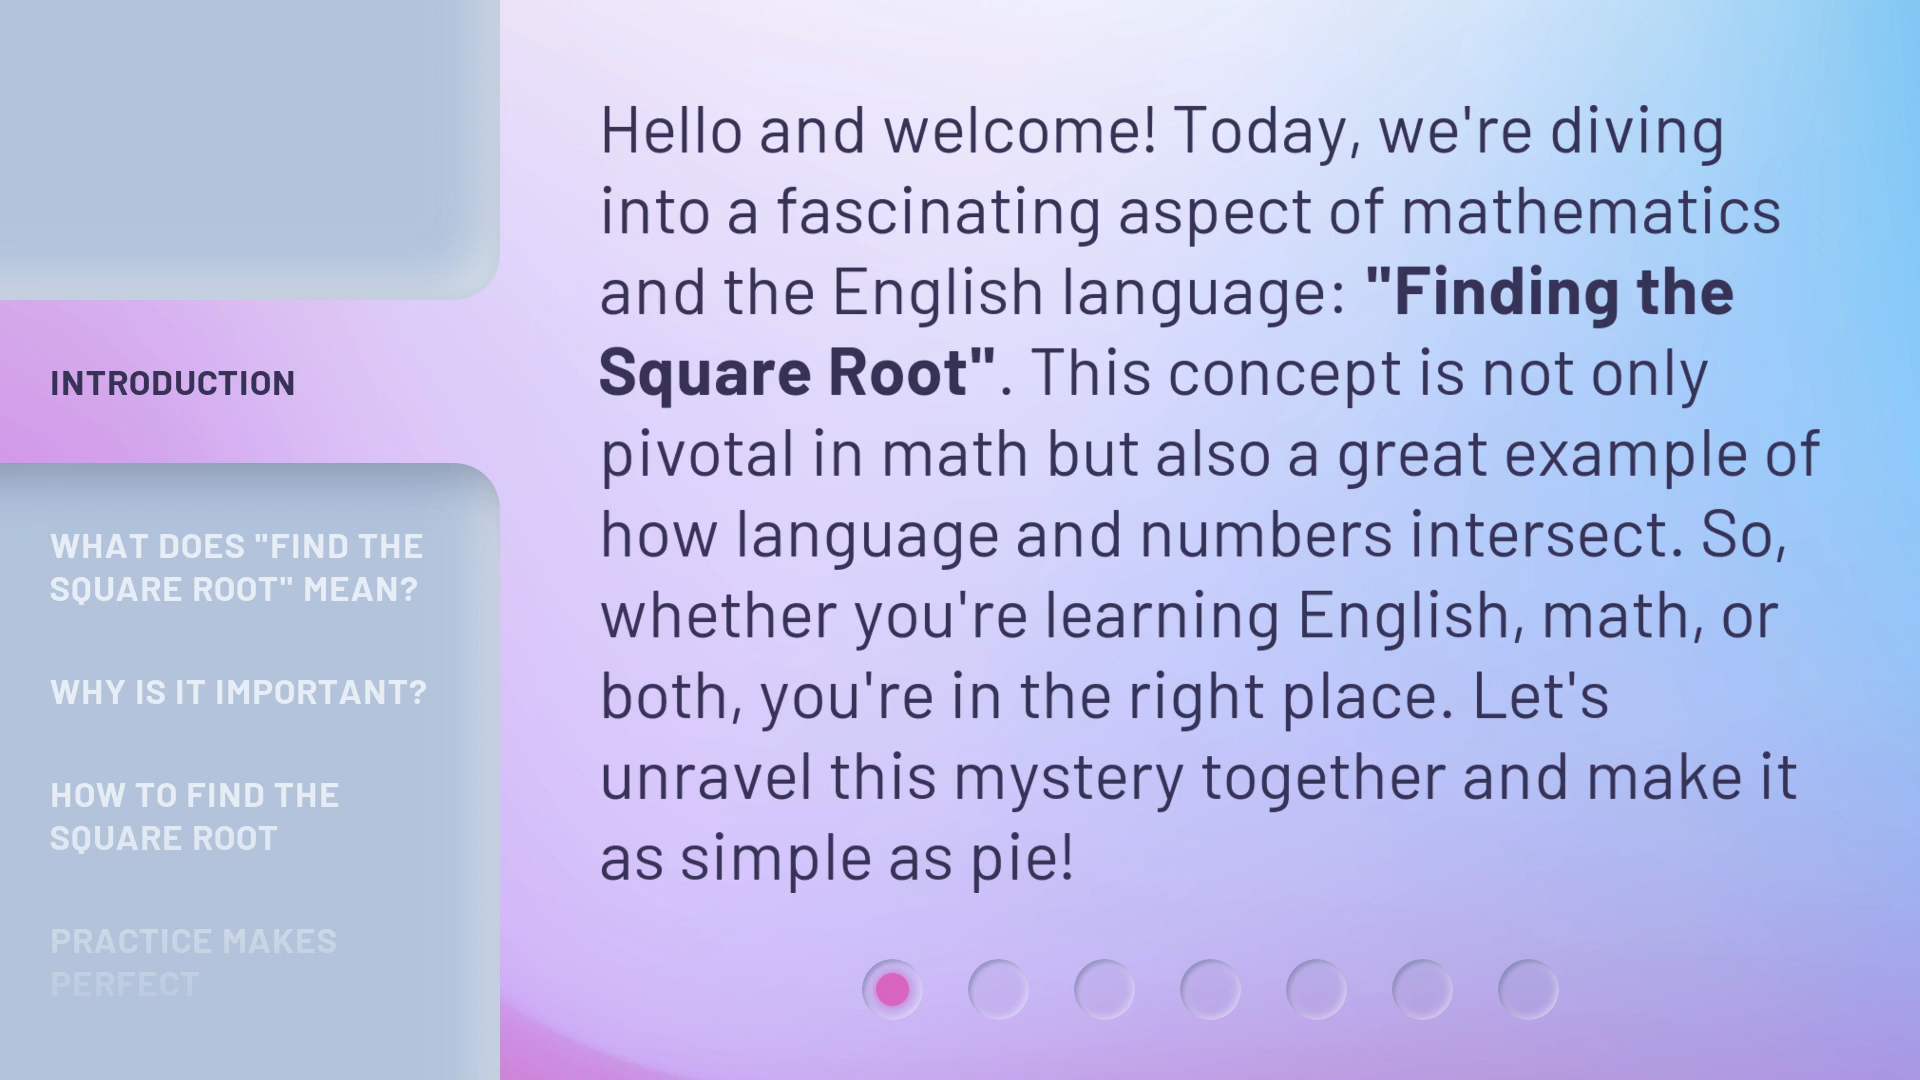 INTRODUCTION
WHAT DOES "FIND THE
SQUARE ROOT" MEAN?
WHY IS IT IMPORTANT?
HOW TO FIND THE
SQUARE ROOT
PRACTICE MAKES
PERFECT
Hello and welcome! Today, we're diving
into a fascinating aspect of mathematics
and the English language: "Finding the
Square Root". This concept is not only
pivotal in math but also a great example of
how language and numbers intersect. So,
whether you're learning English, math, or
both, you're in the right place. Let's
unravel this mystery together and make it
as simple as pie!